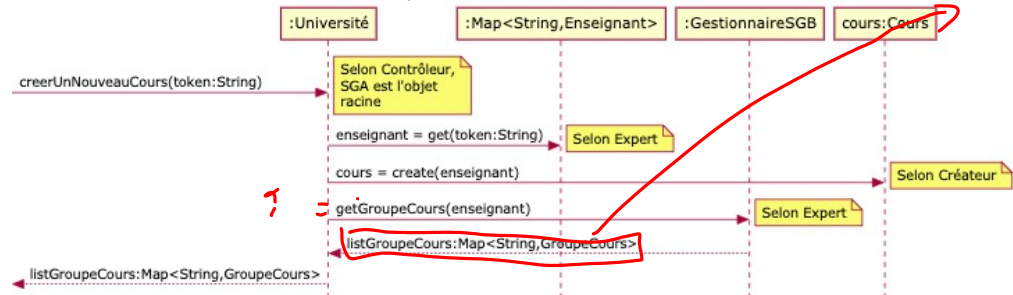 :Université :Map<String,Enseignant> :GestionnaireSGB cours:Cours
Selon Contrôleur,
SGA est l'objet
racine
creerUnNouveauCours(token:String)
enseignant = get(token:String)
Selon Expert
cours = create(enseignant)
Selon Créateur
? = getGroupeCours(enseignant)
Selon Expert
listGroupeCours:Map<String,GroupeCours>
listGroupeCours:Map<String,GroupeCours>